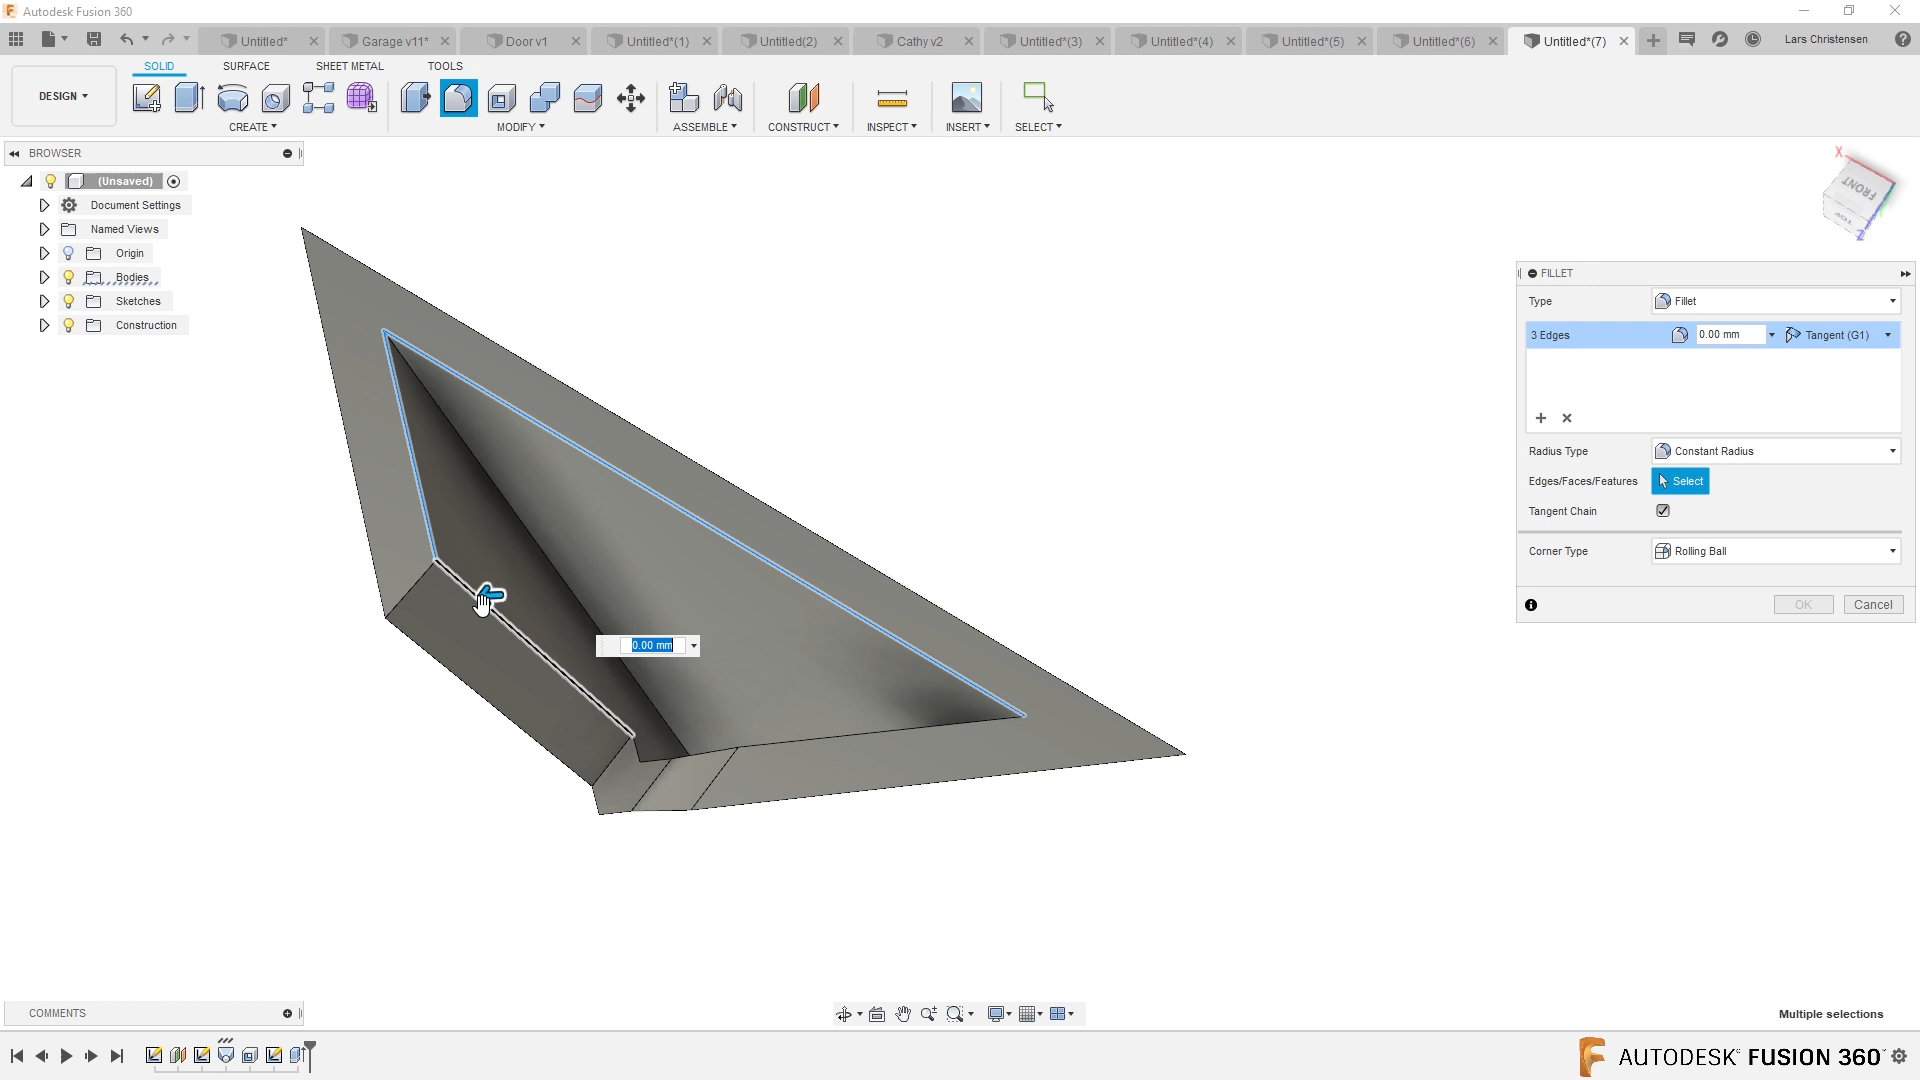 Autodesk Fusion 360
Untitled*
Garage v11*
Door v1
Untitled*(1)
Untitled(2)
Cathy v2
Untitled*(3)
Untitled*(4)
Untitled*(5)
Untitled*(6)
Untitled*(7)
Lars Christensen
SOLID
SURFACE
SHEET METAL
TOOLS
DESIGN
CREATE
MODIFY
ASSEMBLE
CONSTRUCT
INSPECT
INSERT
SELECT
BROWSER
(Unsaved)
Document Settings
Named Views
Origin
Bodies
Sketches
Construction
X
FRONT
TOP
Z
FILLET
Type
Fillet
3 Edges
0.00 mm
Tangent (G1)
Radius Type
Constant Radius
Edges/Faces/Features
Select
Tangent Chain
Corner Type
Rolling Ball
OK
Cancel
0.00 mm
COMMENTS
Multiple selections
AUTODESK FUSION 360